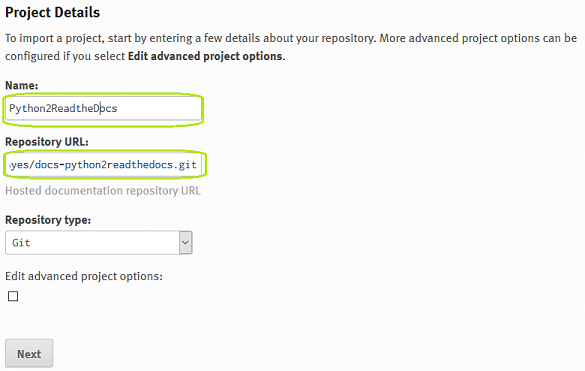 Project Details
To import a project, start by entering a few details about your repository. More advanced project options can be
configured if you select Edit advanced project options.
Name:
Python2ReadtheDocs
Repository URL:
yes/docs-python2readthedocs.git
Hosted documentation repository URL
Repository type:
Git
Edit advanced project options:
Next